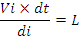 Vi × dt / di = L